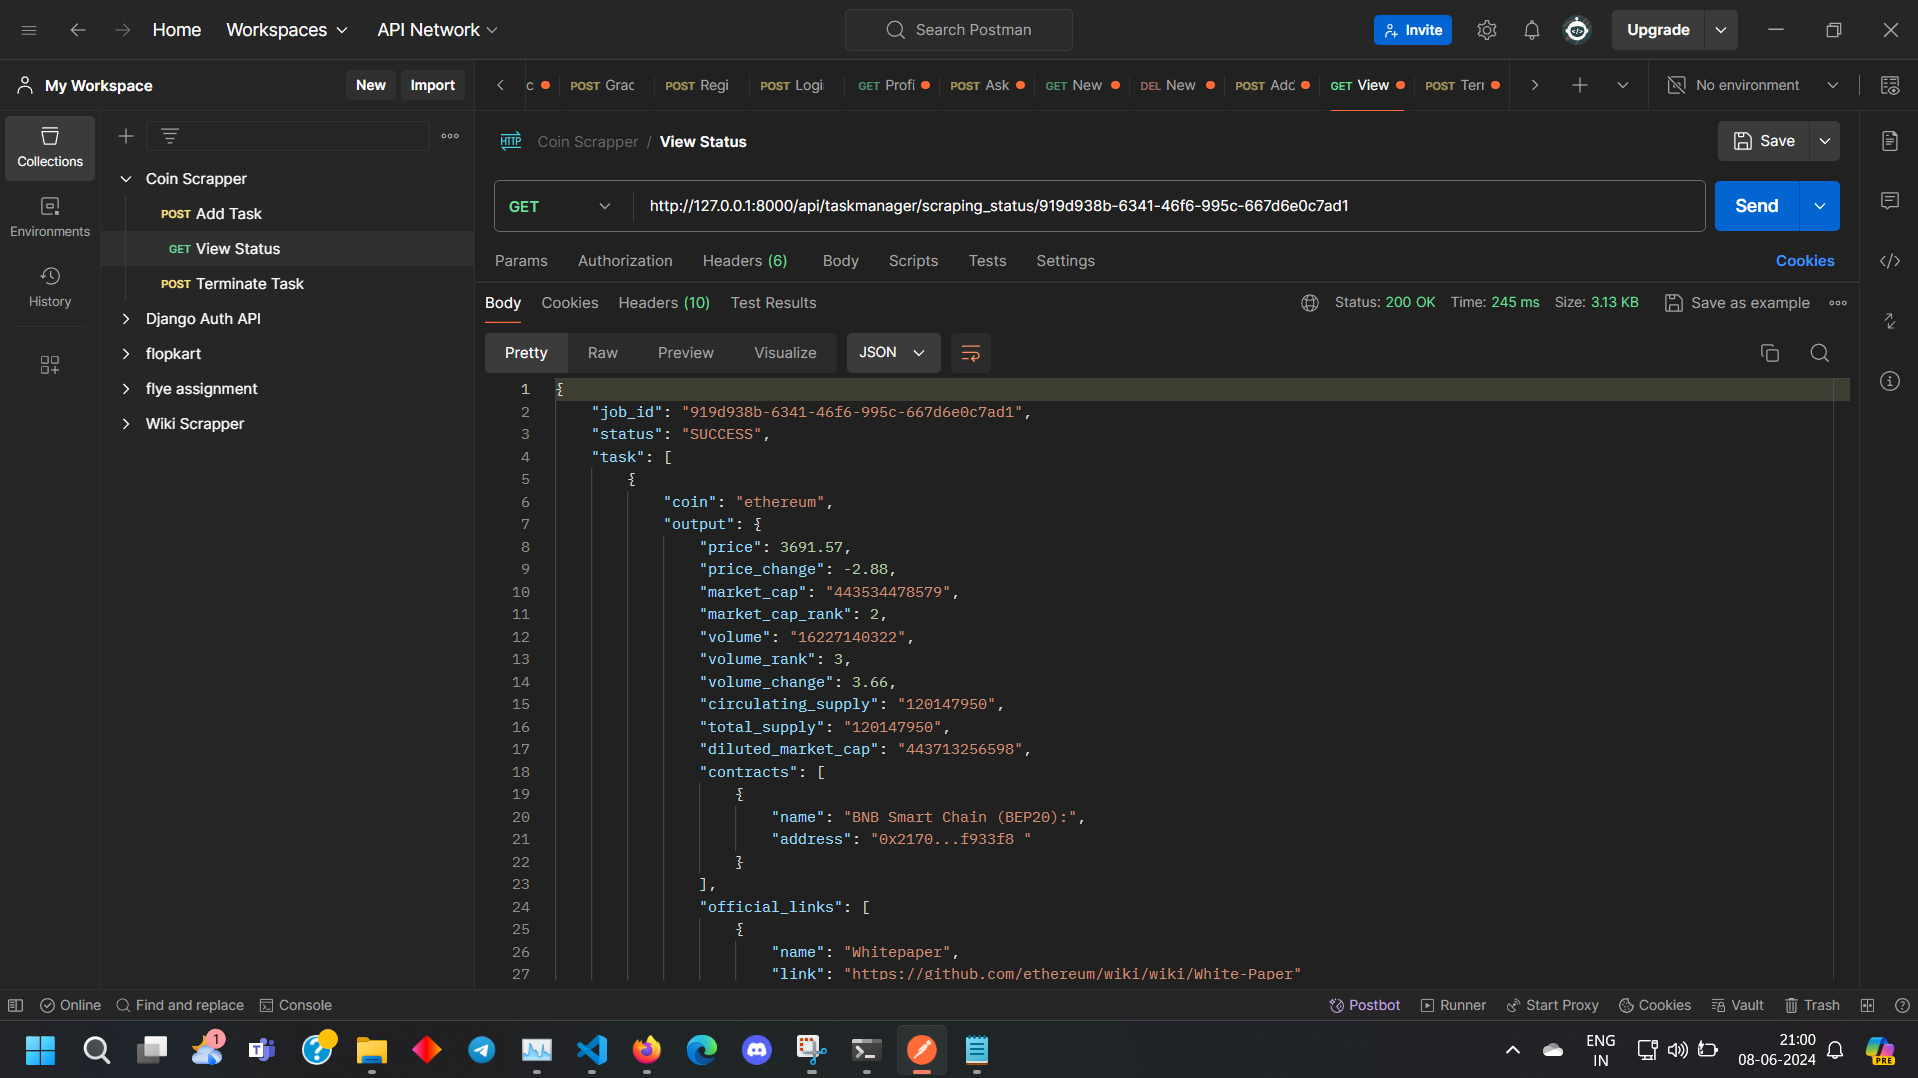 Home Workspaces API Network Search Postman Invite Upgrade
My Workspace New Import
c POST Grac POST Regi POST Logi GET Profi POST Ask GET New DEL New POST Adc GET View POST Teri No environment
Collections
Environments
History
Coin Scrapper
POST Add Task
GET View Status
POST Terminate Task
Django Auth API
flopkart
flye assignment
Wiki Scrapper
HTTP Coin Scrapper / View Status Save
GET http://127.0.0.1:8000/api/taskmanager/scraping_status/919d938b-6341-46f6-995c-667d6e0c7ad1 Send
Params Authorization Headers (6) Body Scripts Tests Settings Cookies
Body Cookies Headers (10) Test Results Status: 200 OK Time: 245 ms Size: 3.13 KB Save as example
Pretty Raw Preview Visualize JSON
1 {
2 "job_id": "919d938b-6341-46f6-995c-667d6e0c7ad1",
3 "status": "SUCCESS",
4 "task": [
5 {
6 "coin": "ethereum",
7 "output": {
8 "price": 3691.57,
9 "price_change": -2.88,
10 "market_cap": "443534478579",
11 "market_cap_rank": 2,
12 "volume": "16227140322",
13 "volume_rank": 3,
14 "volume_change": 3.66,
15 "circulating_supply": "120147950",
16 "total_supply": "120147950",
17 "diluted_market_cap": "443713256598",
18 "contracts": [
19 {
20 "name": "BNB Smart Chain (BEP20):",
21 "address": "0x2170...f933f8 "
22 }
23 ],
24 "official_links": [
25 {
26 "name": "Whitepaper",
27 "link": "https://github.com/ethereum/wiki/wiki/White-Paper"
Online Find and replace Console Postbot Runner Start Proxy Cookies Vault Trash
1 ENG 21:00
IN 08-06-2024 PRE